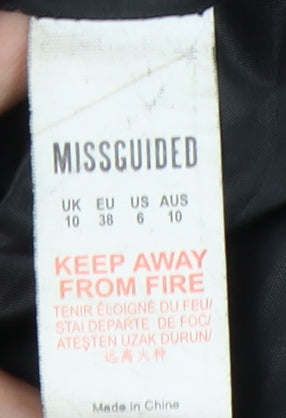 MISSGUIDED
UK EU US AUS
10 38 6 10
KEEP AWAY
FROM FIRE
TENIR ÉLOIGNÉ DU FEU/
STAI DEPARTE DE FOC/
ATEŞTEN UZAK DURUN/
远离火种
Made in China